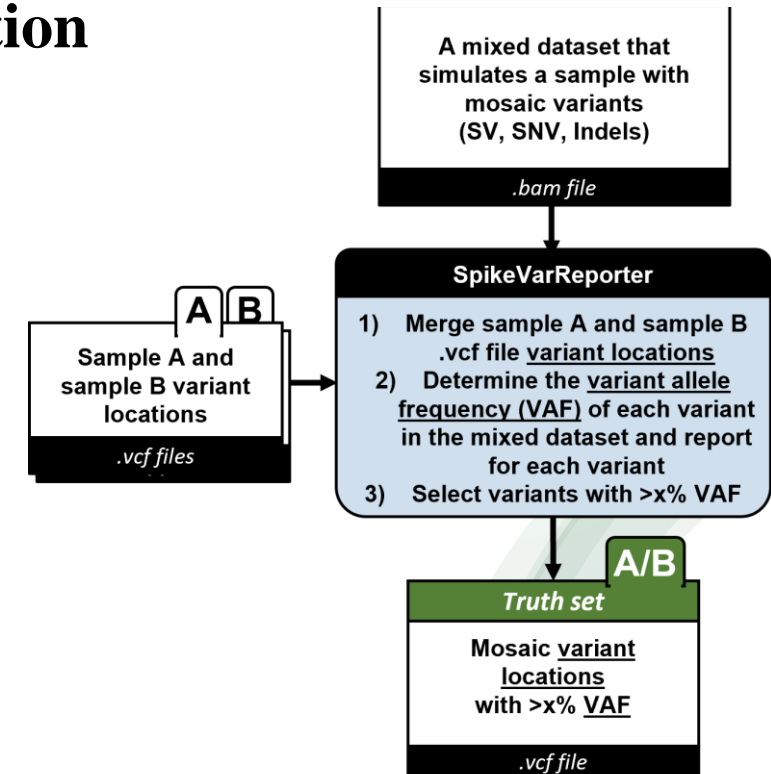 tion
A mixed dataset that
simulates a sample with
mosaic variants
(SV, SNV, Indels)
.bam file
A B
Sample A and
sample B variant
locations
.vcf files
SpikeVarReporter
1) Merge sample A and sample B
.vcf file variant locations
2) Determine the variant allele
frequency (VAF) of each variant
in the mixed dataset and report
for each variant
3) Select variants with >x% VAF
A/B
Truth set
Mosaic variant
locations
with >x% VAF
.vcf file